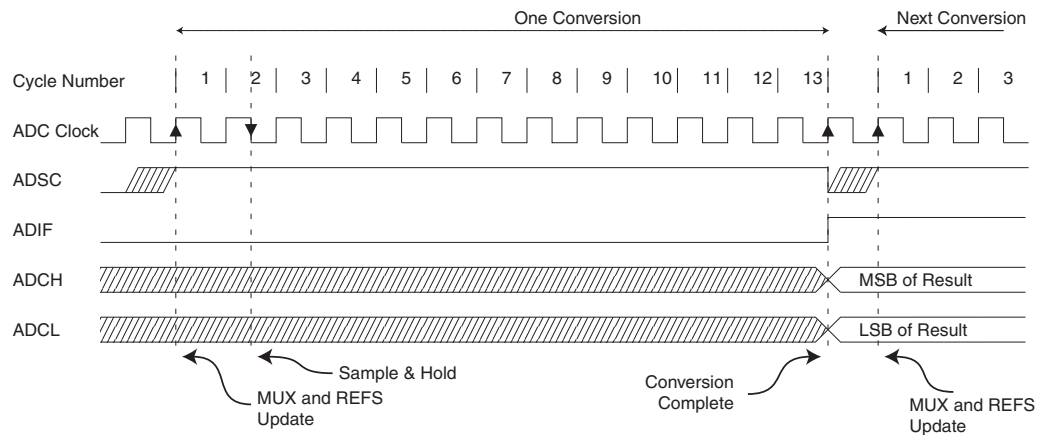 One Conversion
Next Conversion
Cycle Number
1 2 3 4 5 6 7 8 9 10 11 12 13 1 2 3
ADC Clock
ADSC
ADIF
ADCH
MSB of Result
ADCL
LSB of Result
Sample & Hold
MUX and REFS
Update
Conversion
Complete
MUX and REFS
Update